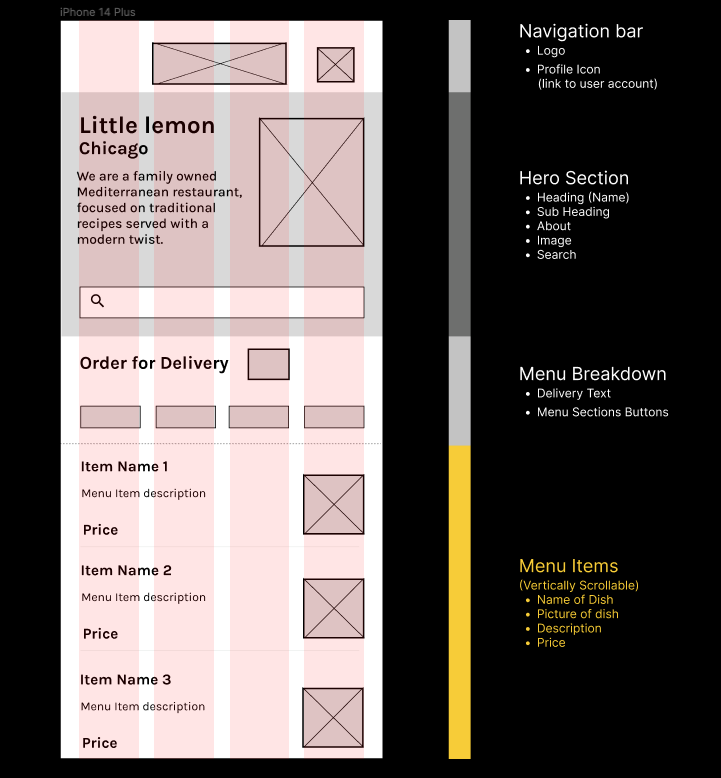 iPhone 14 Plus
Little lemon
Chicago
We are a family owned
Mediterranean restaurant,
focused on traditional
recipes served with a
modern twist.
Order for Delivery
Item Name 1
Menu Item description
Price
Item Name 2
Menu Item description
Price
Item Name 3
Menu Item description
Price
Navigation bar
• Logo
• Profile Icon
(link to user account)
Hero Section
• Heading (Name)
• Sub Heading
• About
• Image
• Search
Menu Breakdown
• Delivery Text
• Menu Sections Buttons
Menu Items
(Vertically Scrollable)
• Name of Dish
• Picture of dish
• Description
• Price